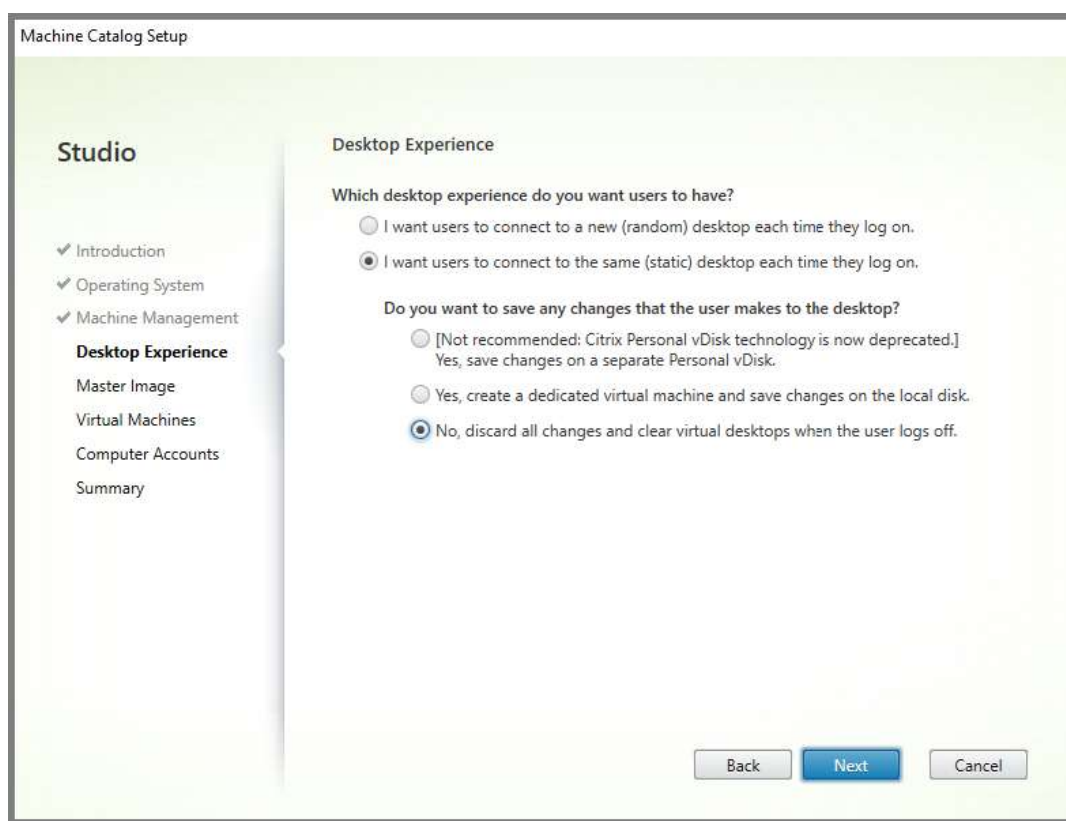 Machine Catalog Setup
Studio
Introduction
Operating System
Machine Management
Desktop Experience
Master Image
Virtual Machines
Computer Accounts
Summary
Desktop Experience
Which desktop experience do you want users to have?
I want users to connect to a new (random) desktop each time they log on.
I want users to connect to the same (static) desktop each time they log on.
Do you want to save any changes that the user makes to the desktop?
[Not recommended: Citrix Personal vDisk technology is now deprecated.]
Yes, save changes on a separate Personal vDisk.
Yes, create a dedicated virtual machine and save changes on the local disk.
No, discard all changes and clear virtual desktops when the user logs off.
Back
Next
Cancel